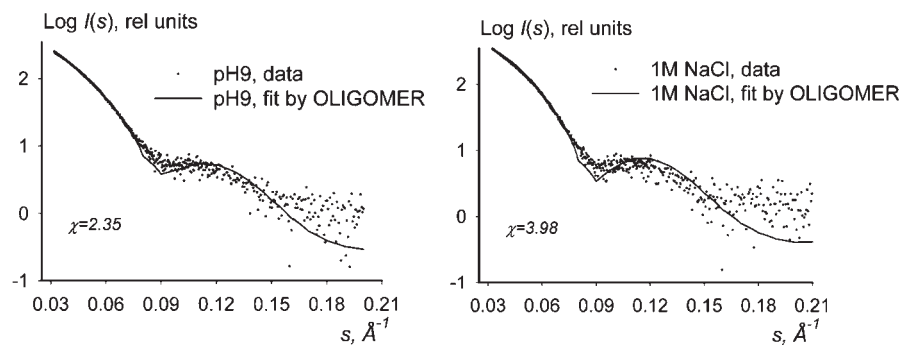 Log I(s), rel units
pH9, data
pH9, fit by OLIGOMER
2
1
0
-1
χ=2.35
0.03 0.06 0.09 0.12 0.15 0.18 0.21
s, Å⁻¹
Log I(s), rel units
1M NaCl, data
1M NaCl, fit by OLIGOMER
2
1
0
-1
χ=3.98
0.03 0.06 0.09 0.12 0.15 0.18 0.21
s, Å⁻¹